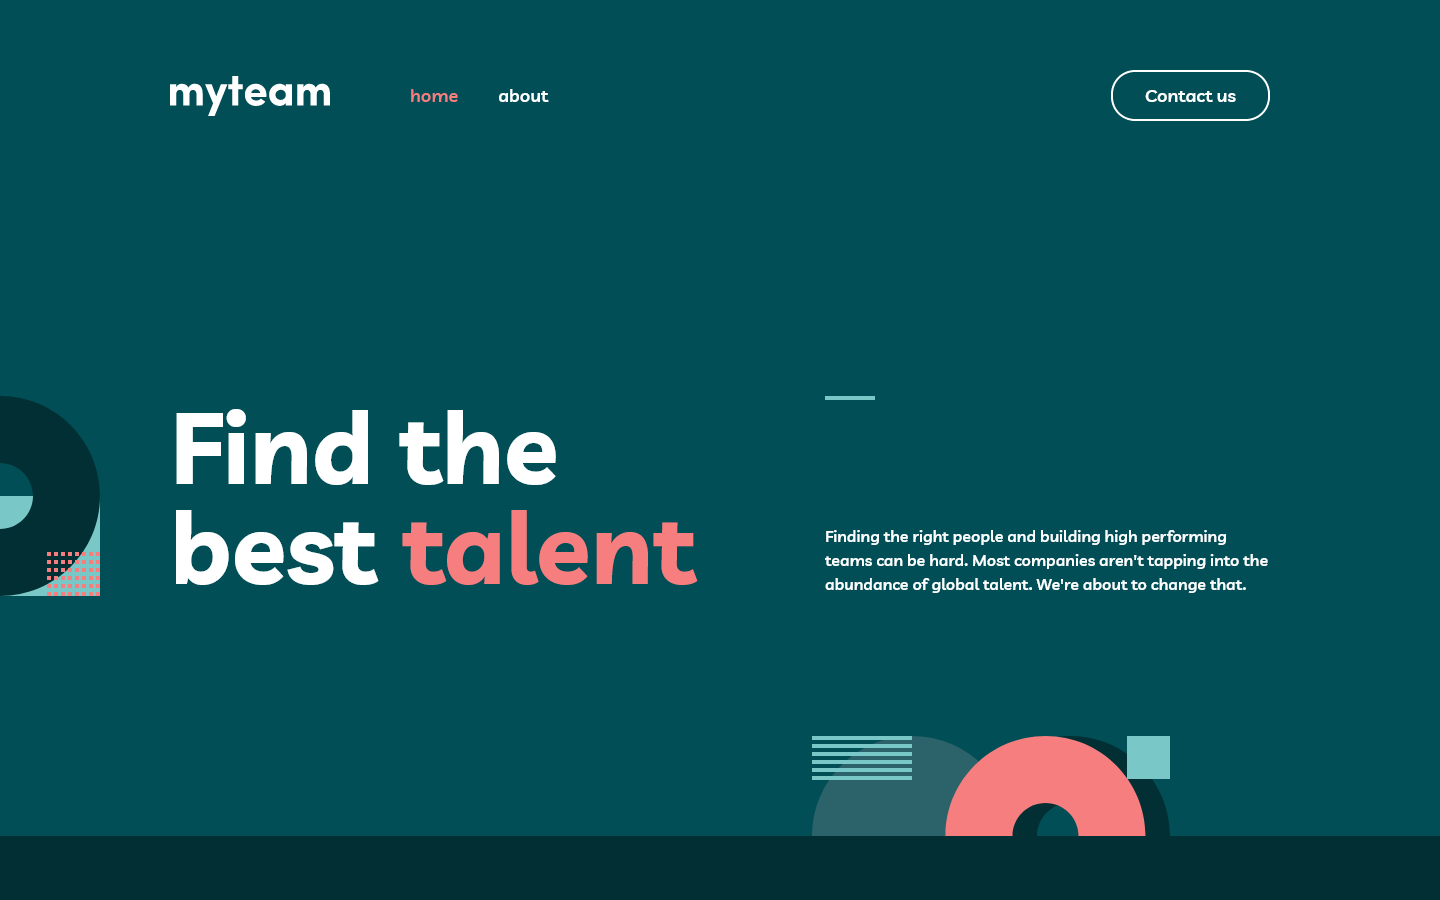 myteam
home
about
Contact us
Find the
best talent
Finding the right people and building high performing
teams can be hard. Most companies aren't tapping into the
abundance of global talent. We're about to change that.